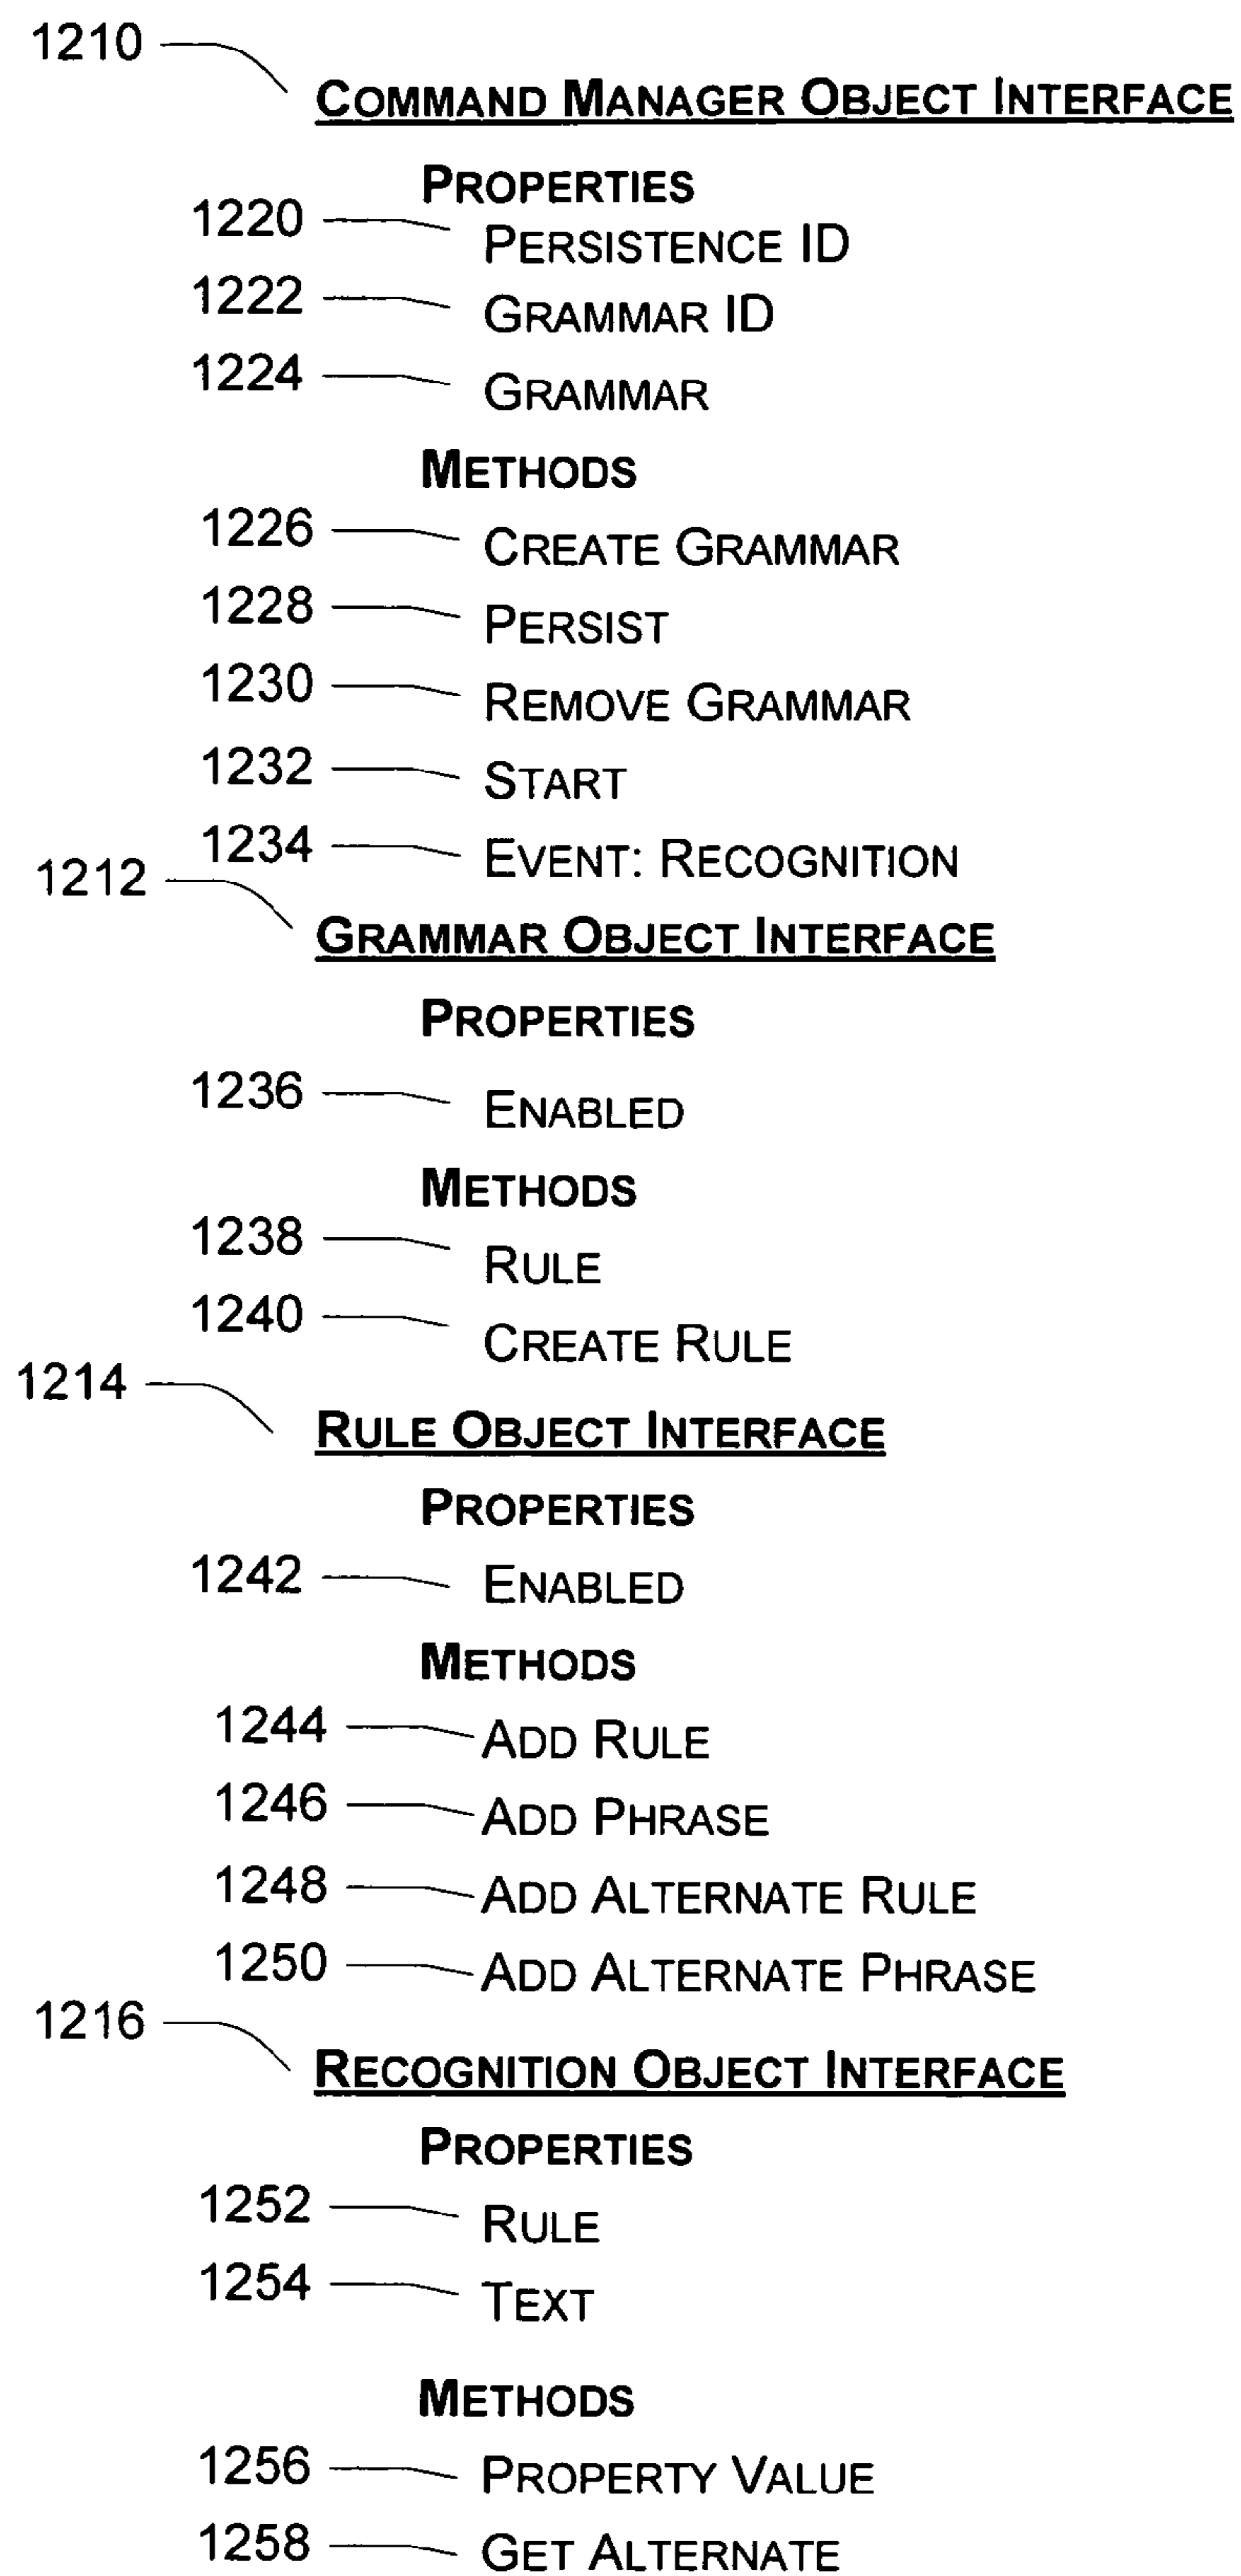 1210
COMMAND MANAGER OBJECT INTERFACE
PROPERTIES
1220 PERSISTENCE ID
1222 GRAMMAR ID
1224 GRAMMAR
METHODS
1226 CREATE GRAMMAR
1228 PERSIST
1230 REMOVE GRAMMAR
1232 START
1234 EVENT: RECOGNITION
1212
GRAMMAR OBJECT INTERFACE
PROPERTIES
1236 ENABLED
METHODS
1238 RULE
1240 CREATE RULE
1214
RULE OBJECT INTERFACE
PROPERTIES
1242 ENABLED
METHODS
1244 ADD RULE
1246 ADD PHRASE
1248 ADD ALTERNATE RULE
1250 ADD ALTERNATE PHRASE
1216
RECOGNITION OBJECT INTERFACE
PROPERTIES
1252 RULE
1254 TEXT
METHODS
1256 PROPERTY VALUE
1258 GET ALTERNATE